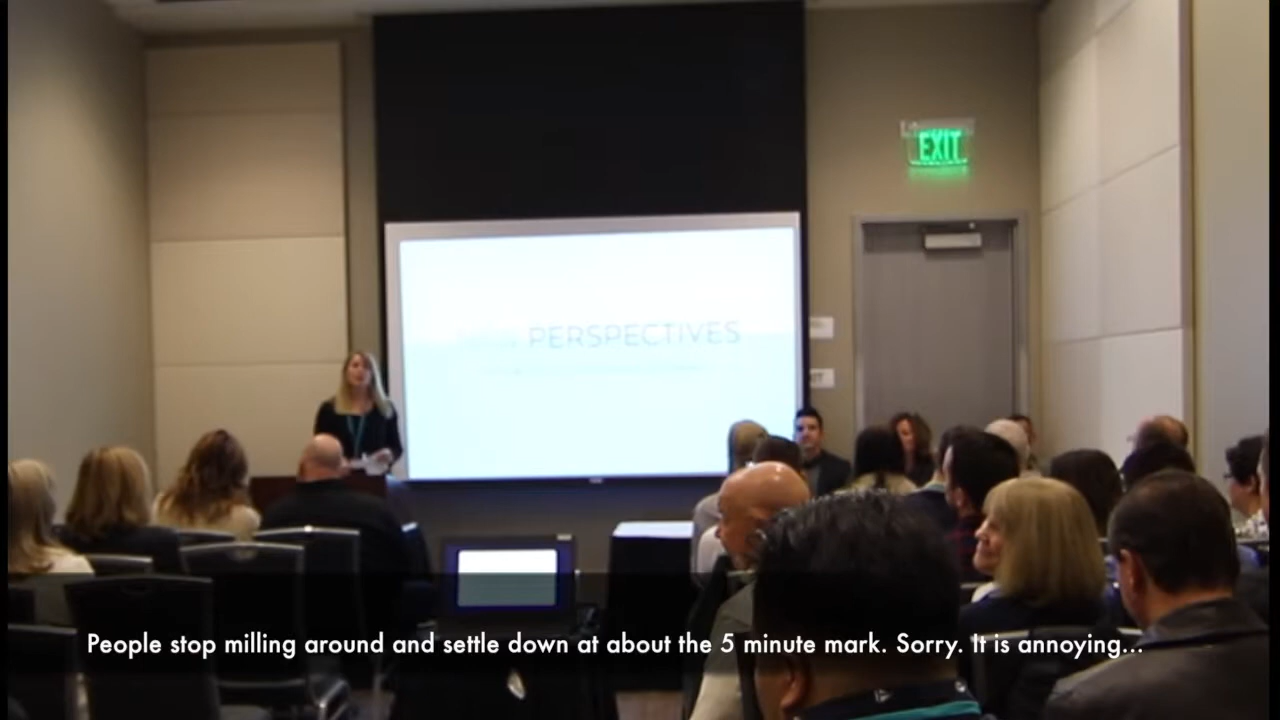 EXIT
PERSPECTIVES
People stop milling around and settle down at about the 5 minute mark. Sorry. It is annoying...